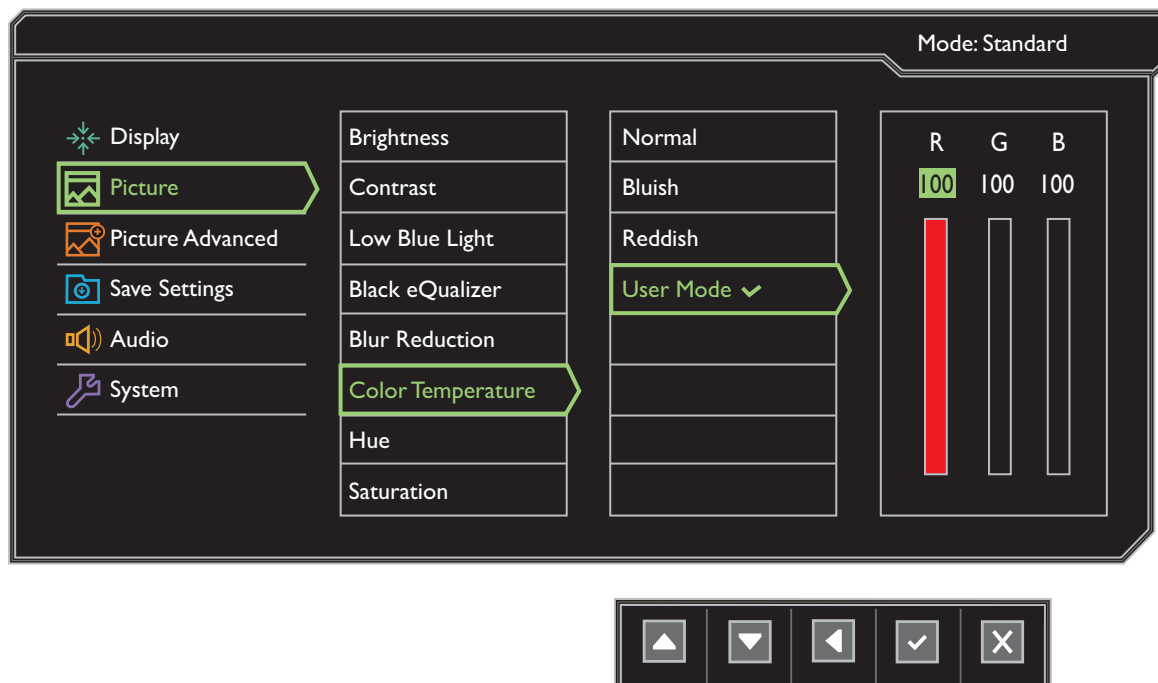 Mode: Standard
Display
Picture
Picture Advanced
Save Settings
Audio
System
Brightness
Contrast
Low Blue Light
Black eQualizer
Blur Reduction
Color Temperature
Hue
Saturation
Normal
Bluish
Reddish
User Mode
R G B
100 100 100